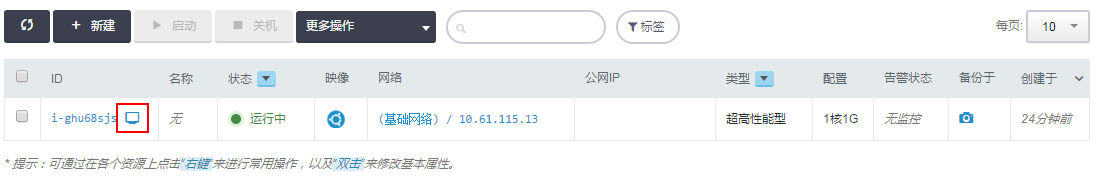 + 新建 启动 关机 更多操作 标签 每页: 10
ID 名称 状态 映像 网络 公网IP 类型 配置 告警状态 备份于 创建于
i-ghu68sjs 无 运行中 (基础网络) / 10.61.115.13 超高性能型 1核1G 无监控 24分钟前
* 提示：可通过在各个资源上点击"右键"来进行常用操作，以及"双击"来修改基本属性。